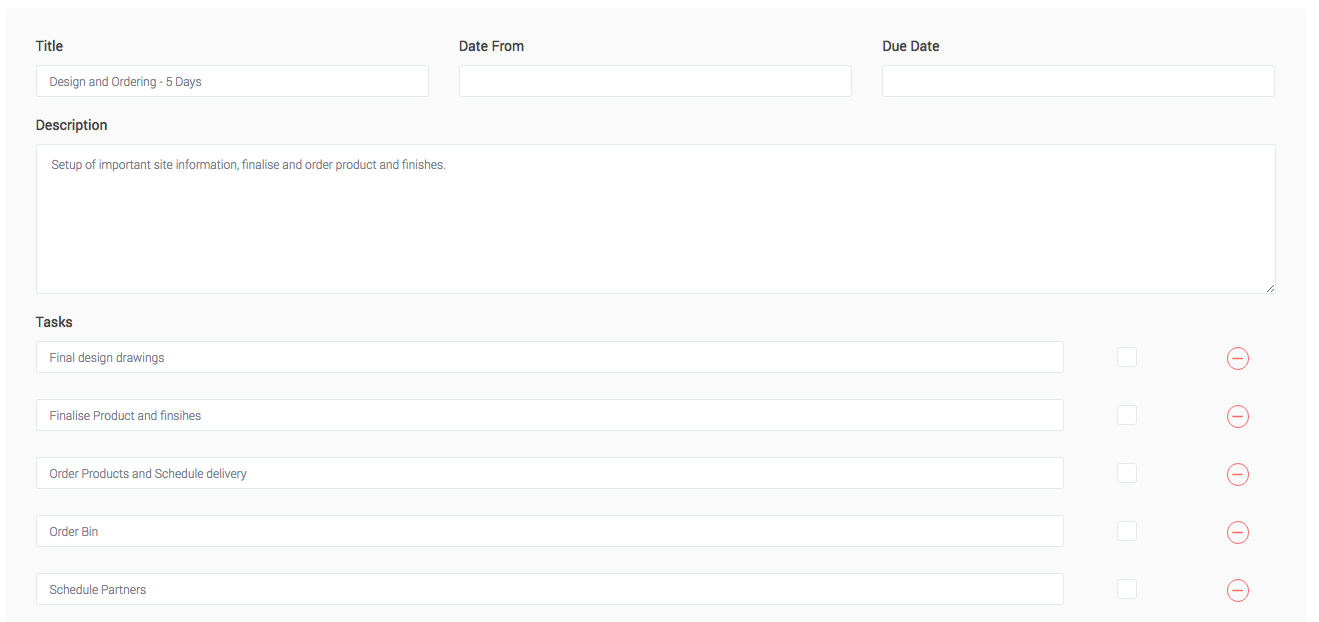 Title Date From Due Date
Design and Ordering - 5 Days
Description
Setup of important site information, finalise and order product and finishes.
Tasks
Final design drawings
Finalise Product and finsihes
Order Products and Schedule delivery
Order Bin
Schedule Partners